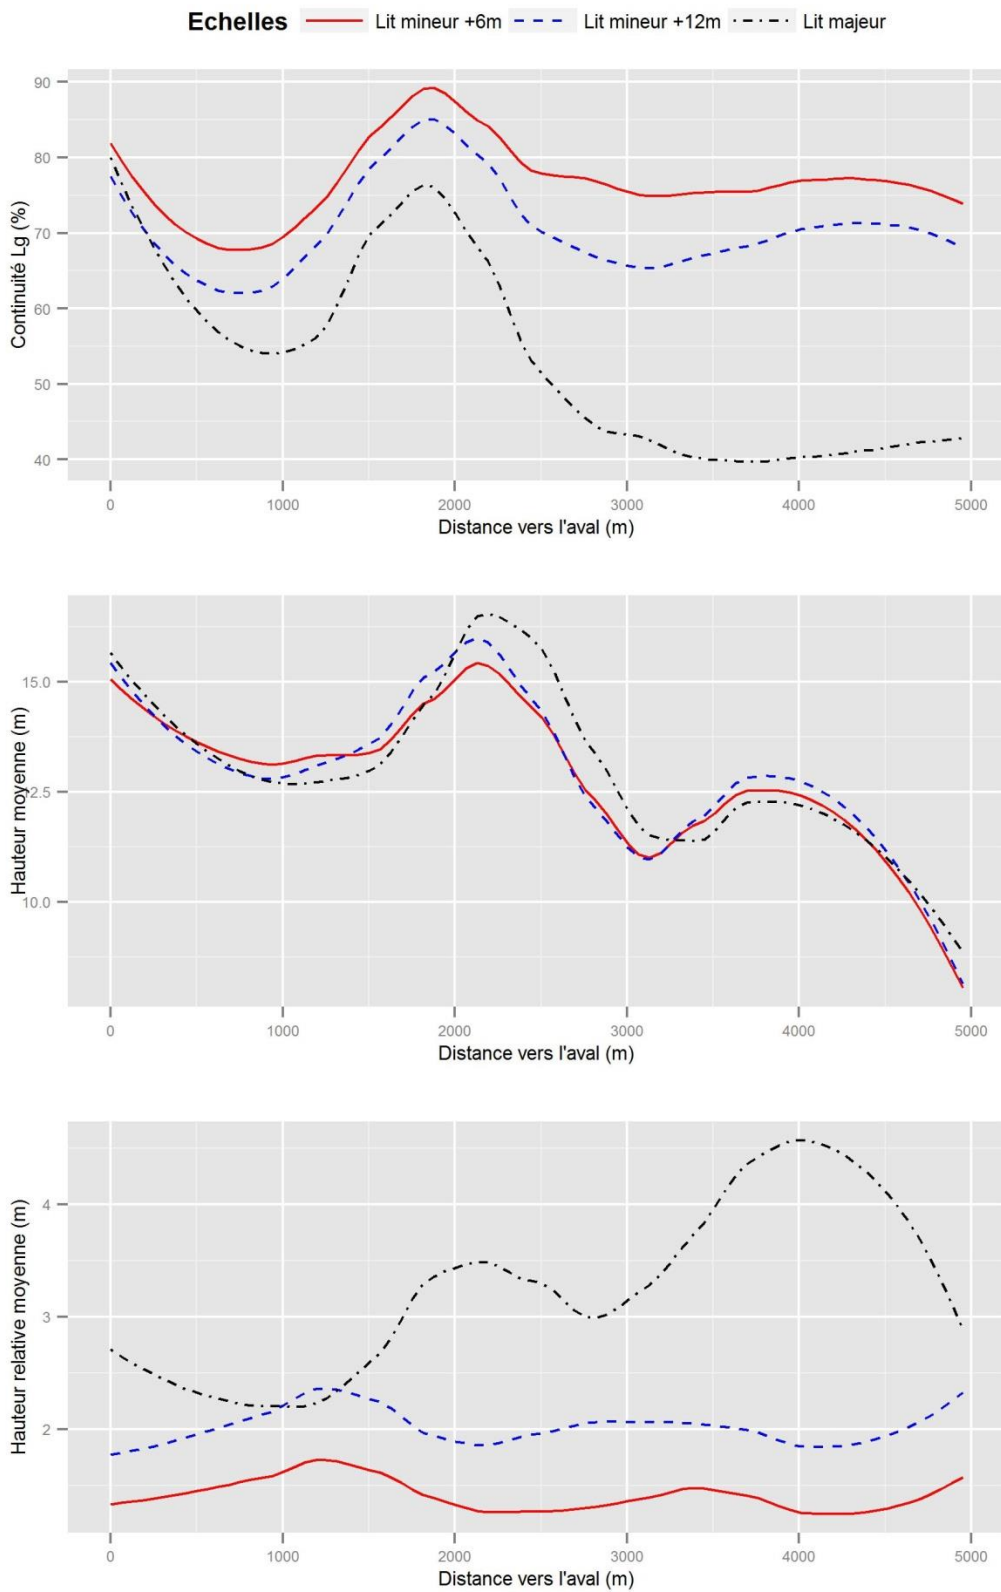 Echelles Lit mineur +6m Lit mineur +12m Lit majeur
Continuité Lg (%)
90
80
70
60
50
40
0 1000 2000 3000 4000 5000
Distance vers l'aval (m)
Hauteur moyenne (m)
15.0
12.5
10.0
0 1000 2000 3000 4000 5000
Distance vers l'aval (m)
Hauteur relative moyenne (m)
4
3
2
0 1000 2000 3000 4000 5000
Distance vers l'aval (m)